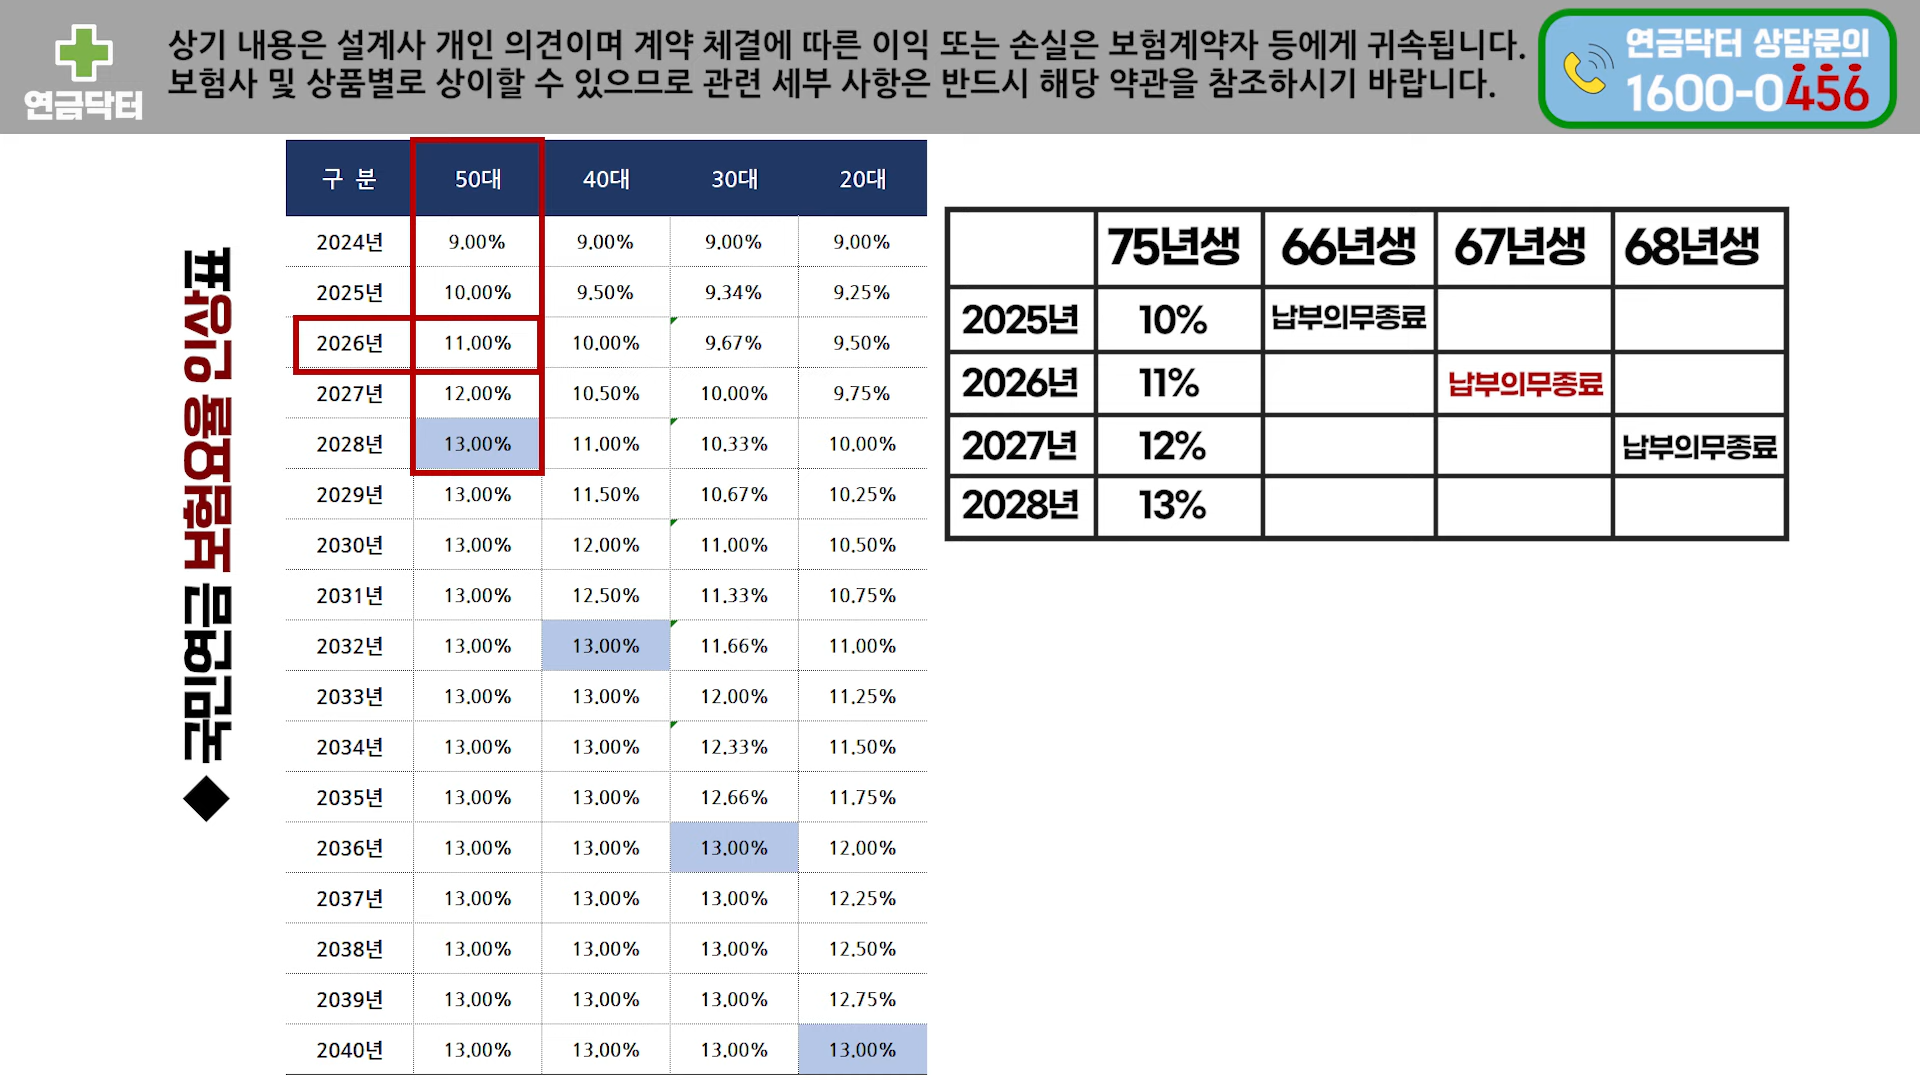 연금닥터
상기 내용은 설계사 개인 의견이며 계약 체결에 따른 이익 또는 손실은 보험계약자 등에게 귀속됩니다.
보험사 및 상품별로 상이할 수 있으므로 관련 세부 사항은 반드시 해당 약관을 참조하시기 바랍니다.
연금닥터 상담문의
1600-0456
◆ 국민연금 보험요율 인상표
구 분 50대 40대 30대 20대
2024년 9.00% 9.00% 9.00% 9.00%
2025년 10.00% 9.50% 9.34% 9.25%
2026년 11.00% 10.00% 9.67% 9.50%
2027년 12.00% 10.50% 10.00% 9.75%
2028년 13.00% 11.00% 10.33% 10.00%
2029년 13.00% 11.50% 10.67% 10.25%
2030년 13.00% 12.00% 11.00% 10.50%
2031년 13.00% 12.50% 11.33% 10.75%
2032년 13.00% 13.00% 11.66% 11.00%
2033년 13.00% 13.00% 12.00% 11.25%
2034년 13.00% 13.00% 12.33% 11.50%
2035년 13.00% 13.00% 12.66% 11.75%
2036년 13.00% 13.00% 13.00% 12.00%
2037년 13.00% 13.00% 13.00% 12.25%
2038년 13.00% 13.00% 13.00% 12.50%
2039년 13.00% 13.00% 13.00% 12.75%
2040년 13.00% 13.00% 13.00% 13.00%
75년생 66년생 67년생 68년생
2025년 10% 납부의무종료
2026년 11% 납부의무종료
2027년 12% 납부의무종료
2028년 13%